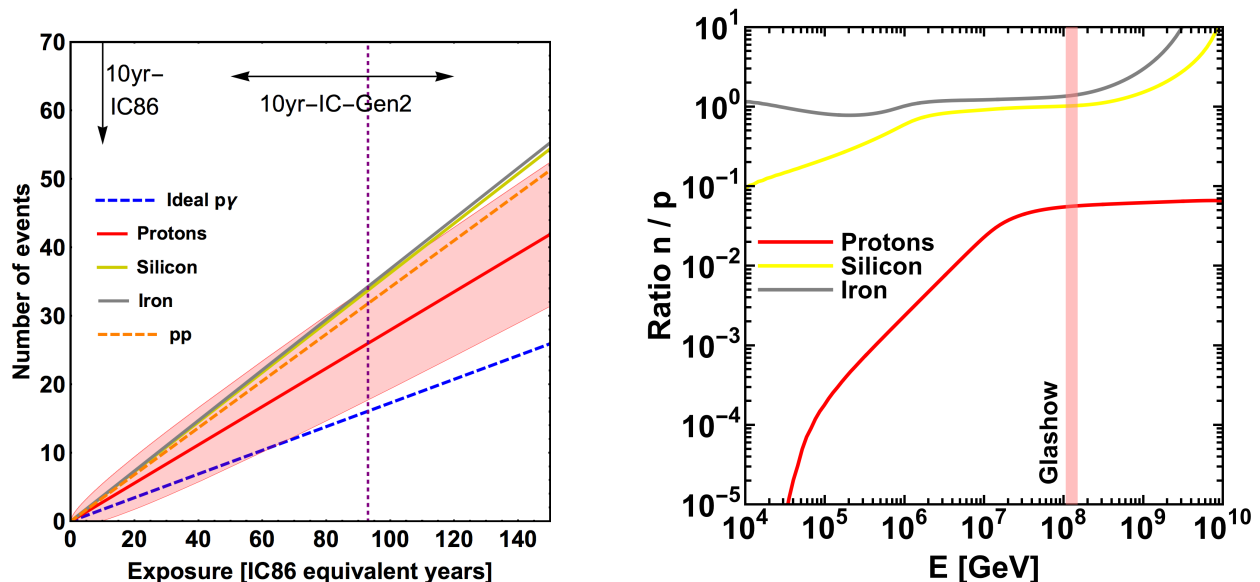 70
60
50
40
30
20
10
0
10yr–
IC86
10yr–IC–Gen2
Ideal pγ
Protons
Silicon
Iron
pp
Number of events
0 20 40 60 80 100 120 140
Exposure [IC86 equivalent years]
10^1
10^0
10^-1
10^-2
10^-3
10^-4
10^-5
Ratio n / p
Protons
Silicon
Iron
Glashow
10^4 10^5 10^6 10^7 10^8 10^9 10^10
E [GeV]